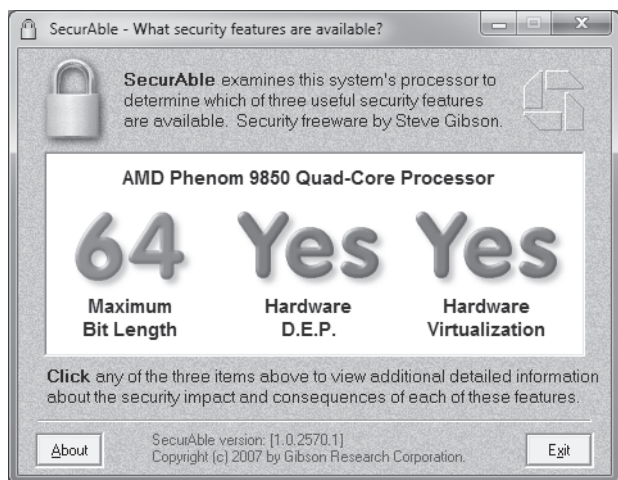 SecurAble - What security features are available?
SecurAble examines this system's processor to
determine which of three useful security features
are available. Security freeware by Steve Gibson.
AMD Phenom 9850 Quad-Core Processor
64 Yes Yes
Maximum Hardware Hardware
Bit Length D.E.P. Virtualization
Click any of the three items above to view additional detailed information
about the security impact and consequences of each of these features.
About
SecurAble version: [1.0.2570.1]
Copyright (c) 2007 by Gibson Research Corporation.
Exit